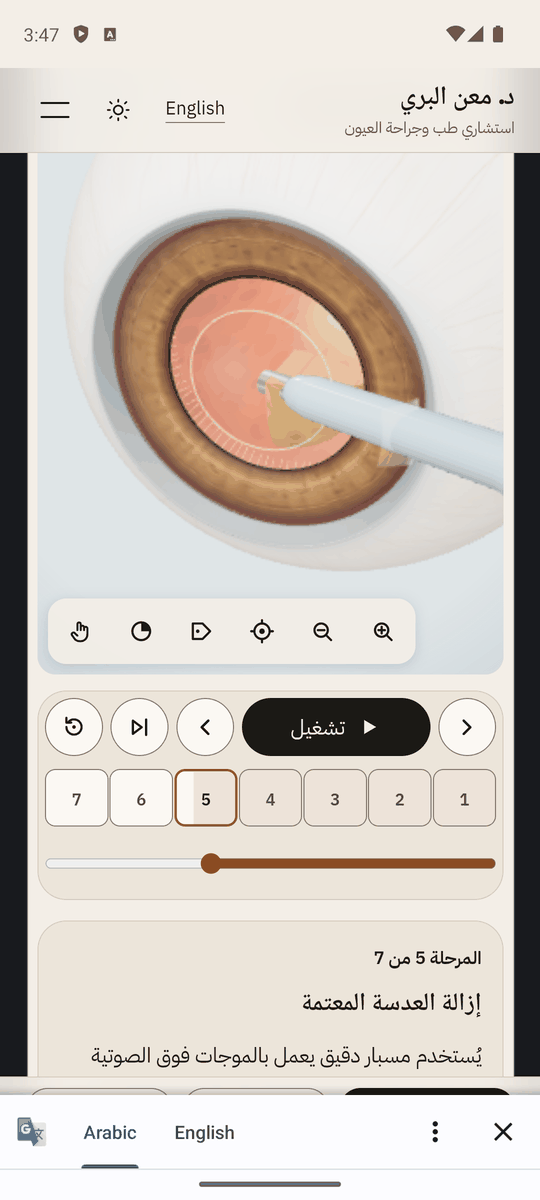 3:47
د. معن البري
استشاري طب وجراحة العيون
English
تشغيل
1 2 3 4 5 6 7
المرحلة 5 من 7
إزالة العدسة المعتمة
يُستخدم مسبار دقيق يعمل بالموجات فوق الصوتية
Arabic English